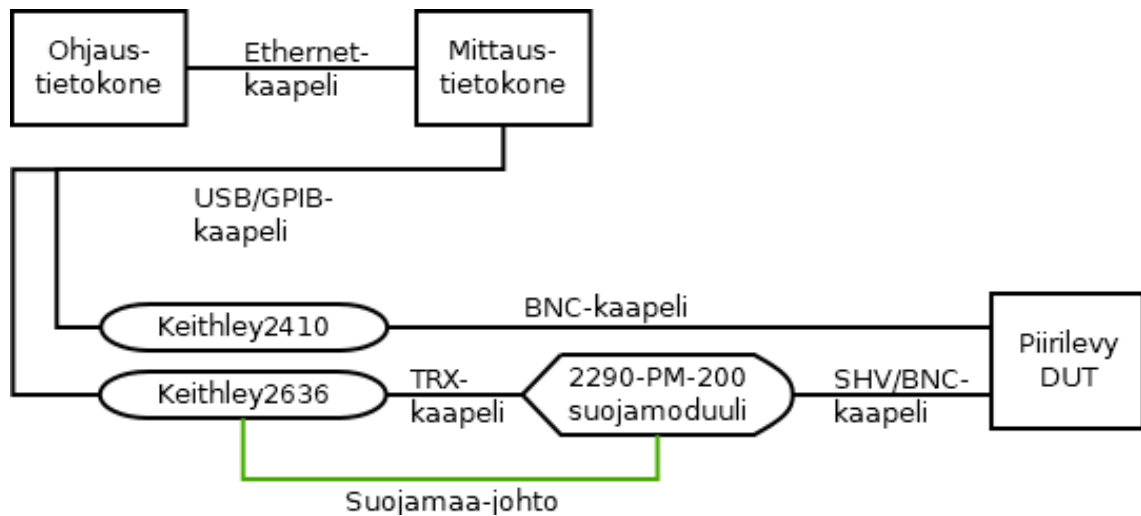 Ohjaus-
tietokone
Ethernet-
kaapeli
Mittaus-
tietokone
USB/GPIB-
kaapeli
Keithley2410
BNC-kaapeli
Piirilevy
DUT
Keithley2636
TRX-
kaapeli
2290-PM-200
suojamoduuli
SHV/BNC-
kaapeli
Suojamaa-johto